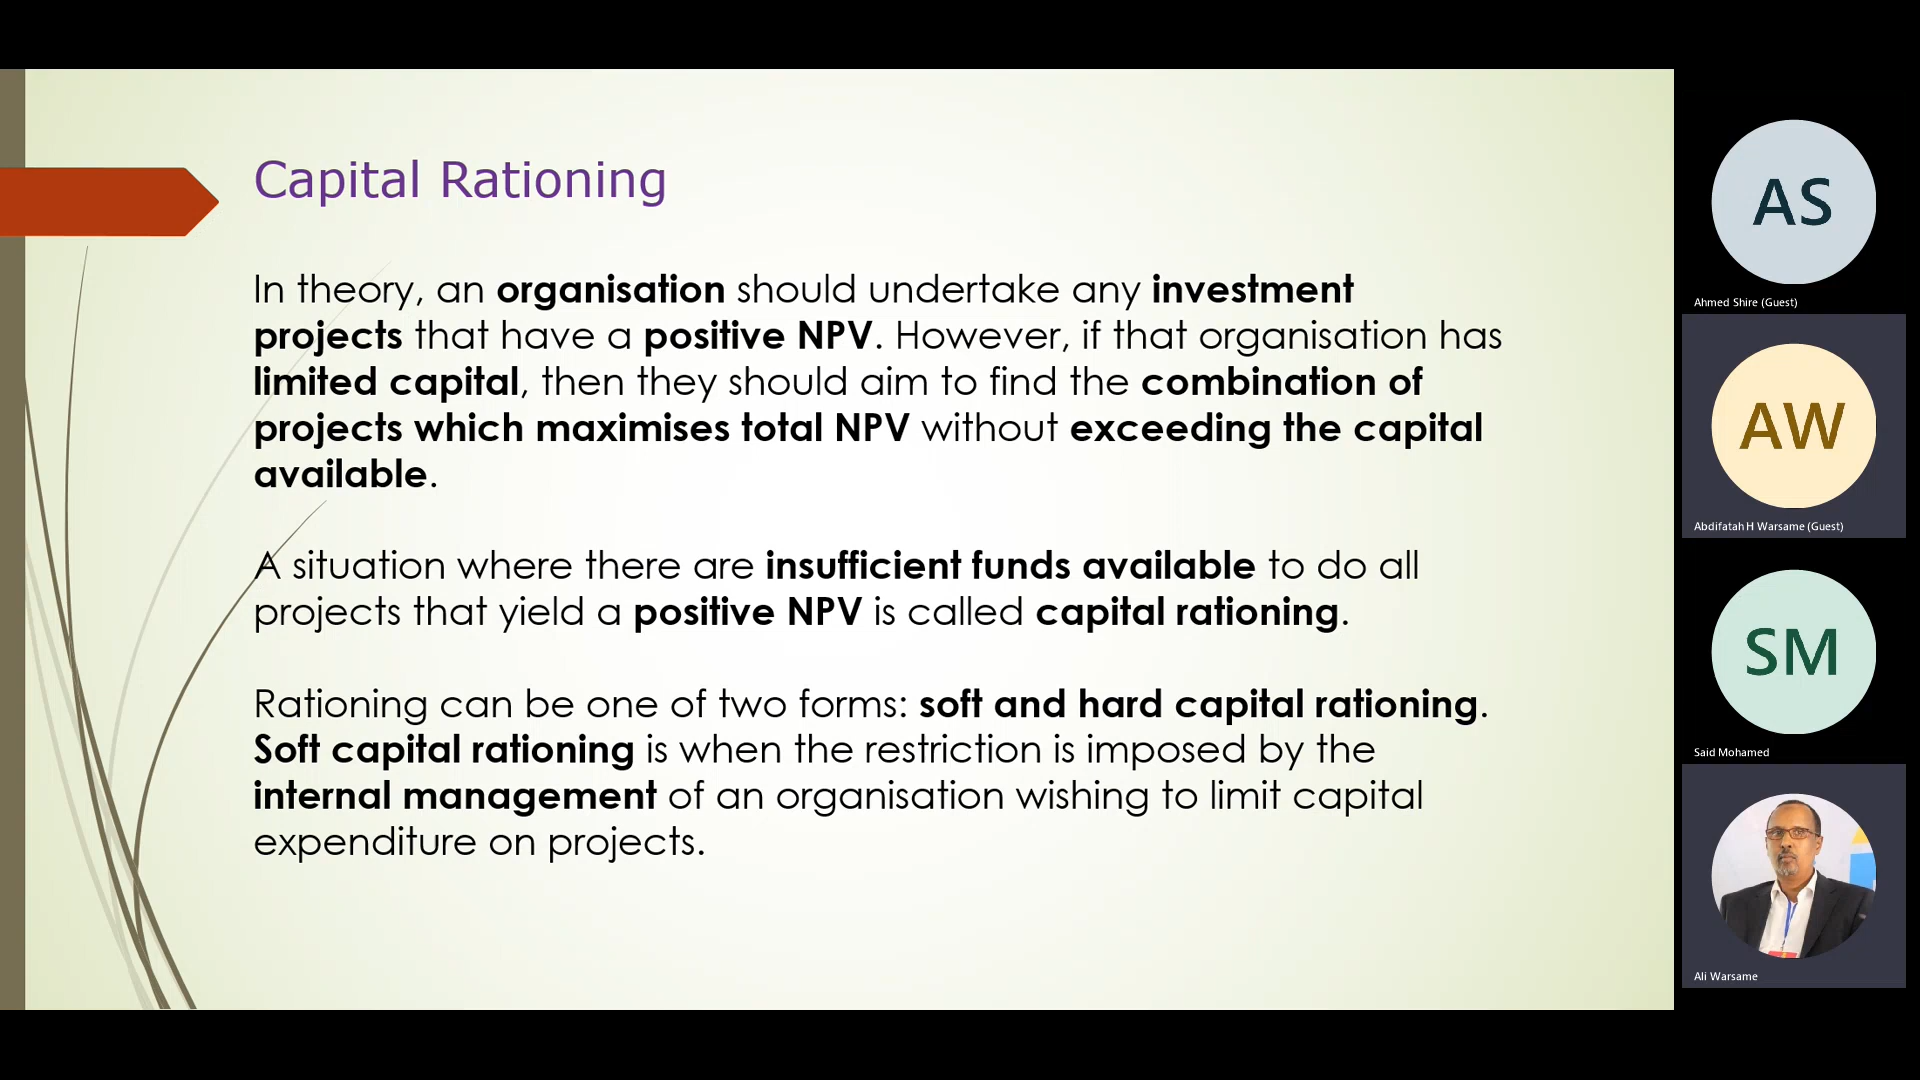 Capital Rationing
In theory, an organisation should undertake any investment
projects that have a positive NPV. However, if that organisation has
limited capital, then they should aim to find the combination of
projects which maximises total NPV without exceeding the capital
available.
A situation where there are insufficient funds available to do all
projects that yield a positive NPV is called capital rationing.
Rationing can be one of two forms: soft and hard capital rationing.
Soft capital rationing is when the restriction is imposed by the
internal management of an organisation wishing to limit capital
expenditure on projects.
AS
Ahmed Shire (Guest)
AW
Abdifatah H Warsame (Guest)
SM
Said Mohamed
Ali Warsame